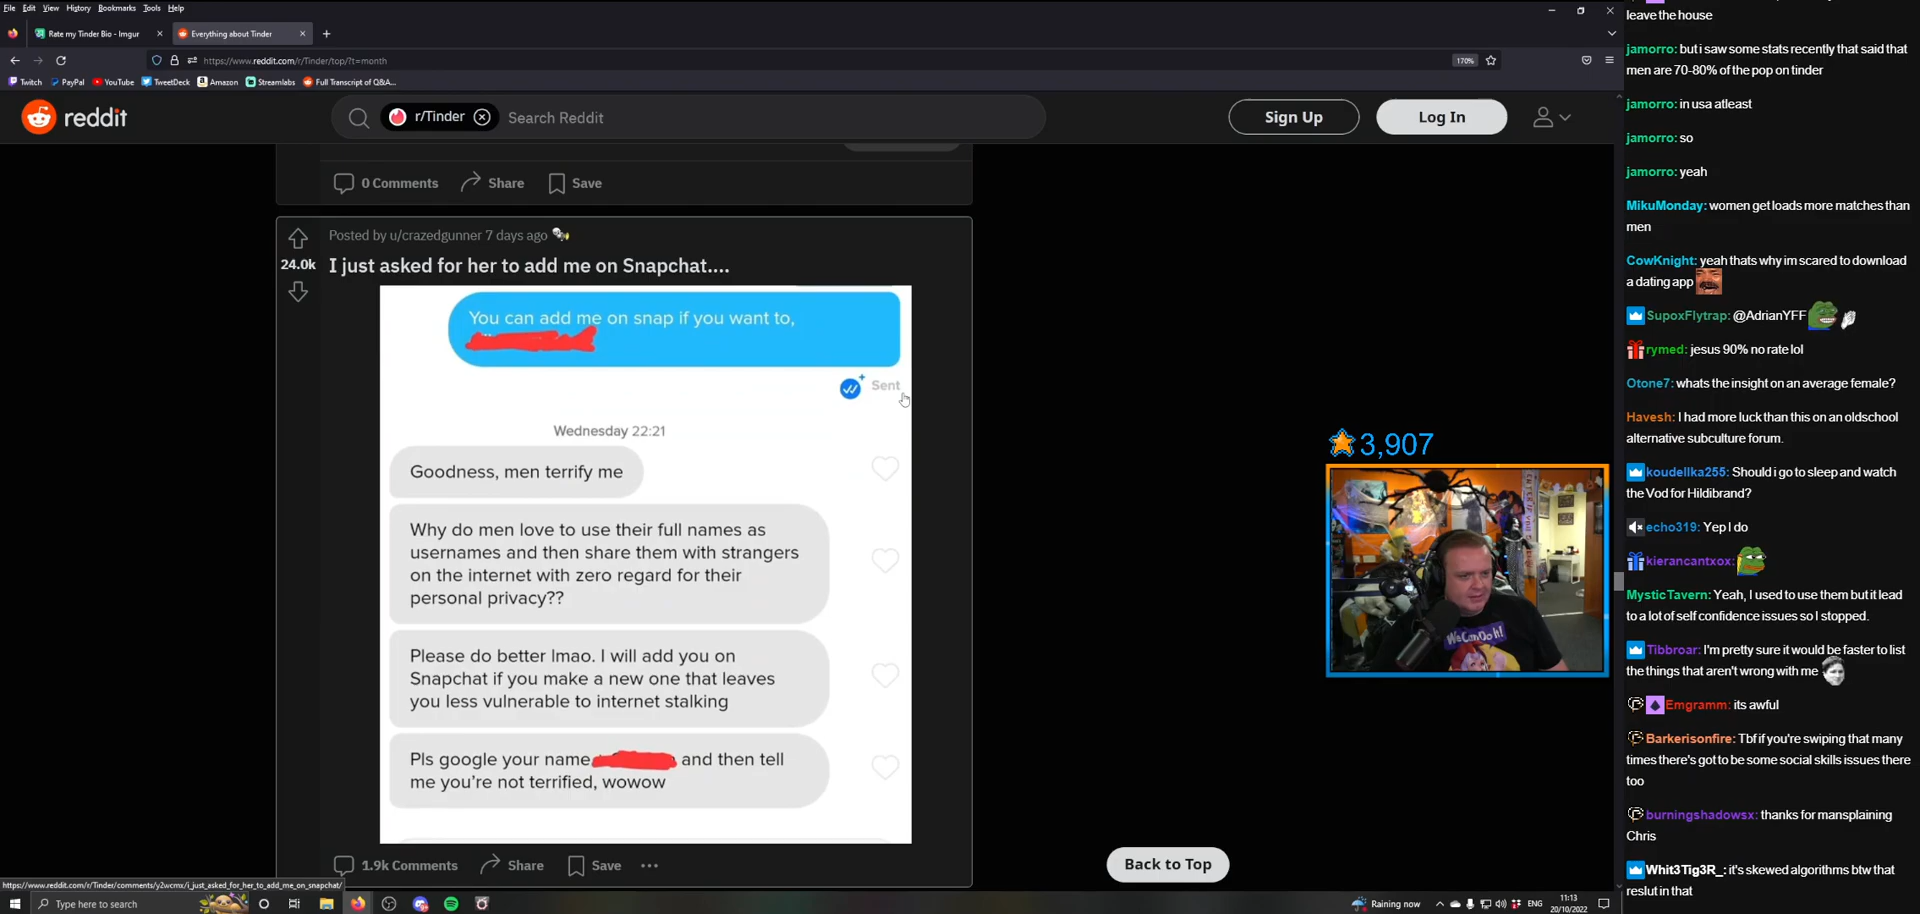 File Edit View History Bookmarks Tools Help
Rate my Tinder Bio - Imgur
Everything about Tinder
https://www.reddit.com/r/Tinder/top/?t=month
170%
Twitch PayPal YouTube TweetDeck Amazon Streamlabs Full Transcript of Q&A...
reddit
r/Tinder
Search Reddit
Sign Up
Log In
0 Comments Share Save
Posted by u/crazedgunner 7 days ago
24.0k
I just asked for her to add me on Snapchat....
You can add me on snap if you want to,
Sent
Wednesday 22:21
Goodness, men terrify me
Why do men love to use their full names as
usernames and then share them with strangers
on the internet with zero regard for their
personal privacy??
Please do better lmao. I will add you on
Snapchat if you make a new one that leaves
you less vulnerable to internet stalking
Pls google your name and then tell
me you're not terrified, wowow
1.9k Comments Share Save
Back to Top
3,907
WeCanDoh!
https://www.reddit.com/r/Tinder/comments/y2wcmx/i_just_asked_for_her_to_add_me_on_snapchat/
Type here to search
Raining now
ENG
11:13
20/10/2022
leave the house
jamorro: but i saw some stats recently that said that
men are 70-80% of the pop on tinder
jamorro: in usa atleast
jamorro: so
jamorro: yeah
MikuMonday: women get loads more matches than
men
CowKnight: yeah thats why im scared to download
a dating app
SupoxFlytrap: @AdrianYFF
rymed: jesus 90% no rate lol
Otone7: whats the insight on an average female?
Havesh: I had more luck than this on an oldschool
alternative subculture forum.
koudellka255: Should i go to sleep and watch
the Vod for Hildibrand?
echo319: Yep I do
kierancantxox:
MysticTavern: Yeah, I used to use them but it lead
to a lot of self confidence issues so I stopped.
Tibbroar: I'm pretty sure it would be faster to list
the things that aren't wrong with me
Emgramm: its awful
Barkerisonfire: Tbf if you're swiping that many
times there's got to be some social skills issues there
too
burningshadowsx: thanks for mansplaining
Chris
Whit3Tig3R_: it's skewed algorithms btw that
reslut in that